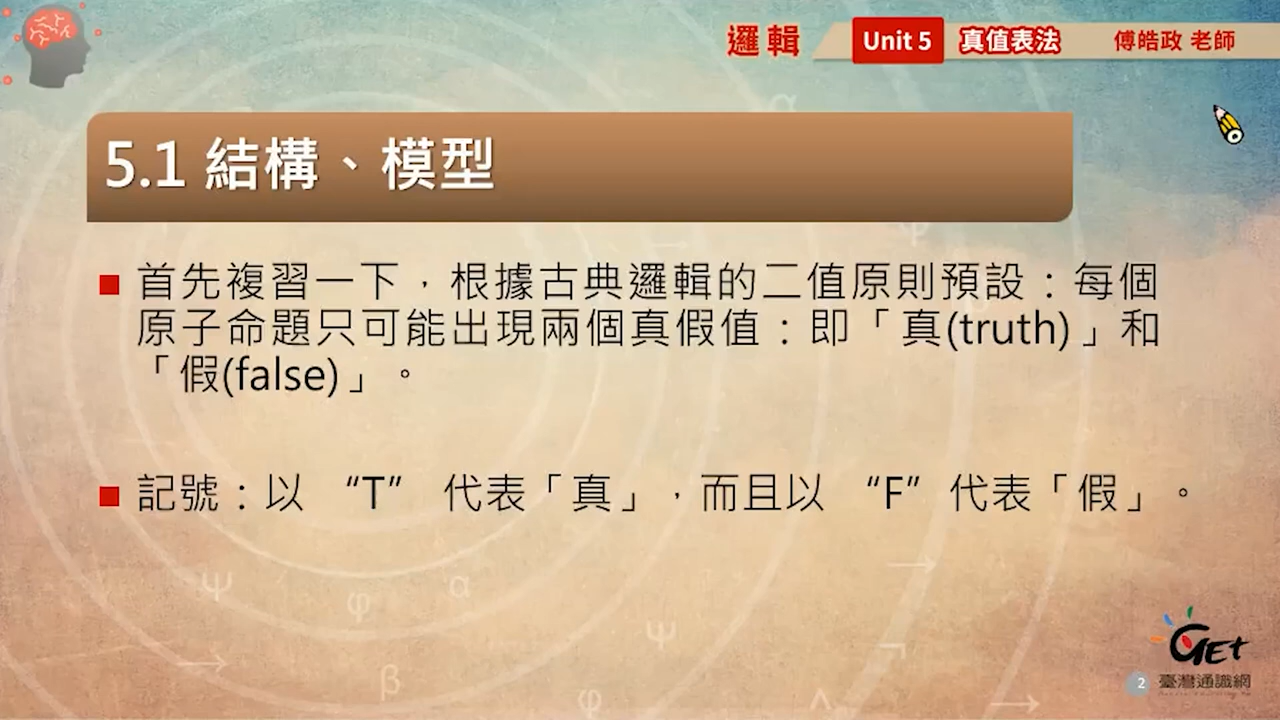 邏輯 Unit 5 真值表法 傅皓政 老師
5.1 結構、模型
首先複習一下，根據古典邏輯的二值原則預設：每個
原子命題只可能出現兩個真假值：即「真(truth)」和
「假(false)」。
記號：以 “T” 代表「真」，而且以 “F” 代表「假」。
ψ
α
φ
ψ
β
φ
GEt
2 臺灣通識網